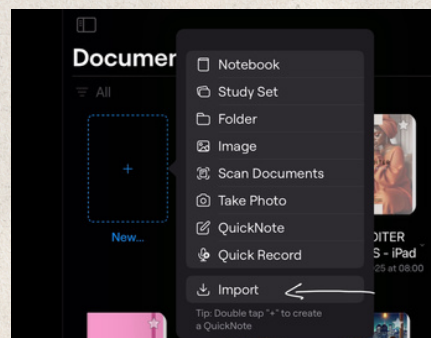 Documen
All
Notebook
Study Set
Folder
Image
Scan Documents
Take Photo
QuickNote
Quick Record
Import
Tip: Double tap "+" to create
a QuickNote
New...
DITER
S - iPad
25 at 08:00